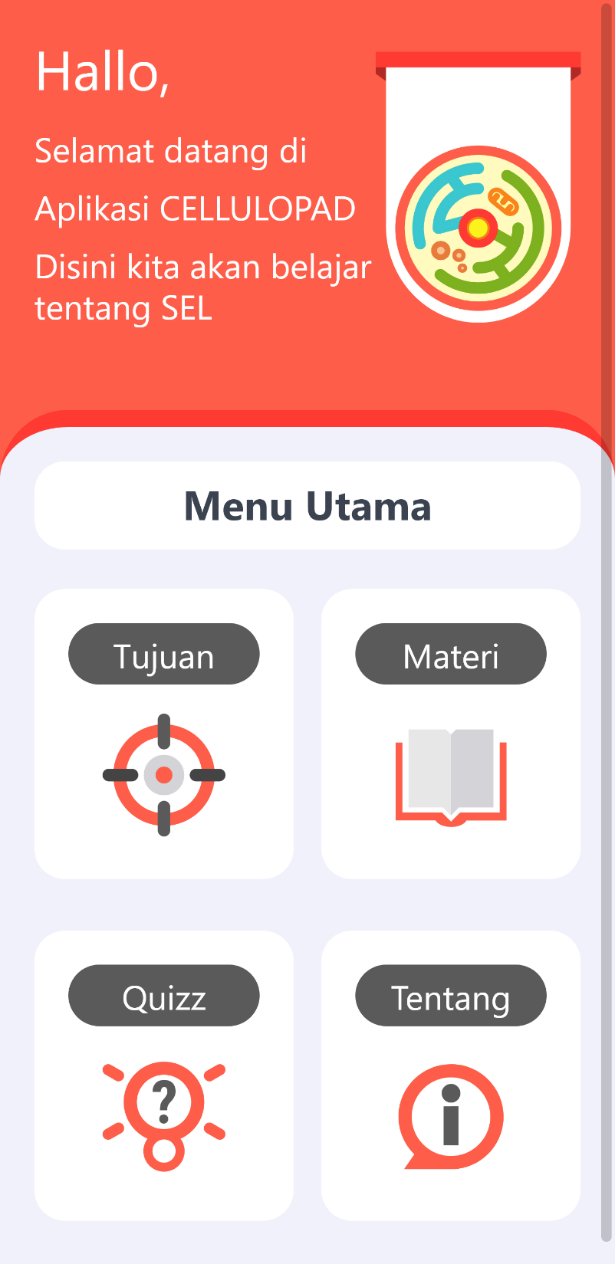 Hallo,
Selamat datang di
Aplikasi CELLULOPAD
Disini kita akan belajar
tentang SEL
Menu Utama
Tujuan
Materi
Quizz
?
Tentang
i